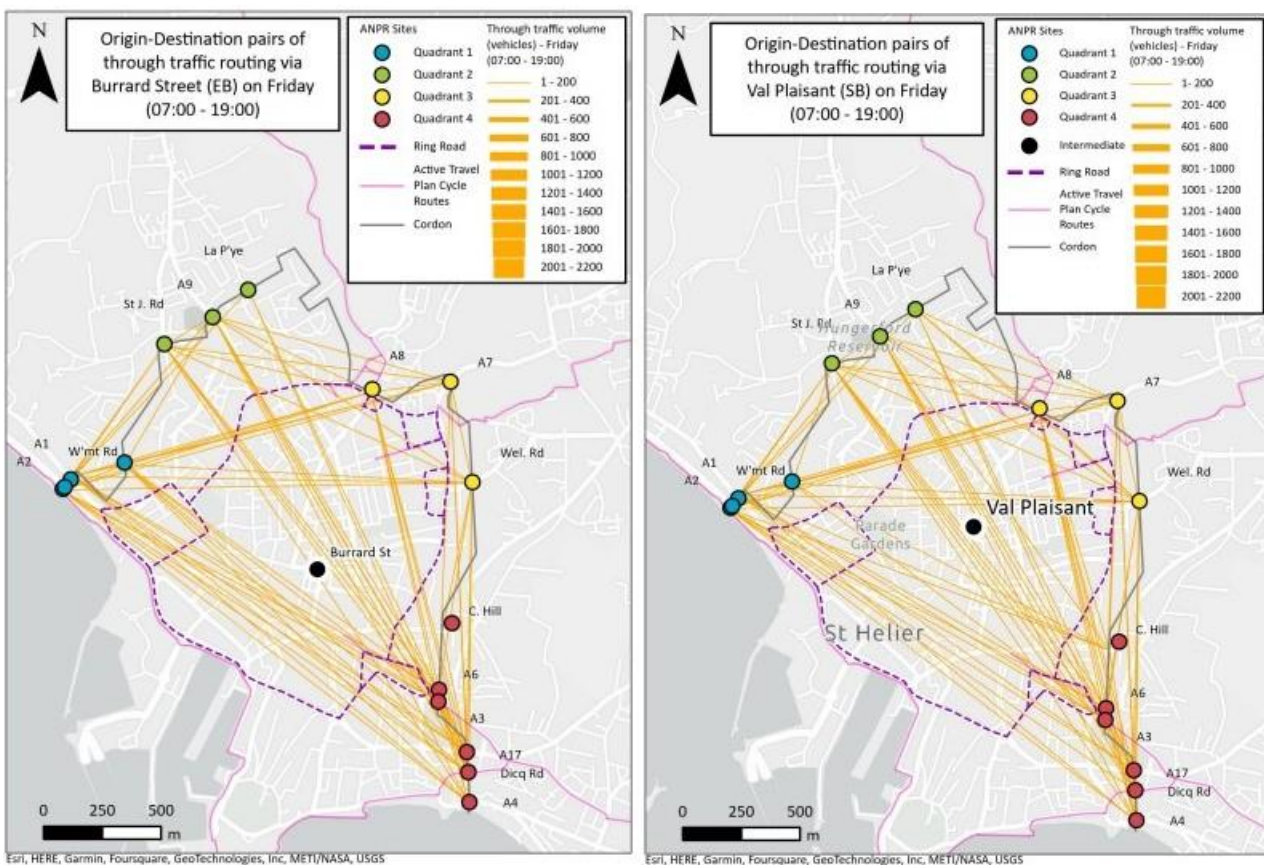 N
Origin-Destination pairs of
through traffic routing via
Burrard Street (EB) on Friday
(07:00 - 19:00)
ANPR Sites
Quadrant 1
Quadrant 2
Quadrant 3
Quadrant 4
Ring Road
Active Travel
Plan Cycle
Routes
Cordon
Through traffic volume
(vehicles) - Friday
(07:00 - 19:00)
1 - 200
201 - 400
401 - 600
601 - 800
801 - 1000
1001 - 1200
1201 - 1400
1401 - 1600
1601 - 1800
1801 - 2000
2001 - 2200
La P'ye
A9
St J. Rd
A8
A7
A1
W'mt Rd
A2
Wel. Rd
Burrard St
C. Hill
A6
A3
A17
Dicq Rd
A4
0 250 500
m
Esri, HERE, Garmin, Foursquare, GeoTechnologies, Inc, METI/NASA, USGS
N
Origin-Destination pairs of
through traffic routing via
Val Plaisant (SB) on Friday
(07:00 - 19:00)
ANPR Sites
Quadrant 1
Quadrant 2
Quadrant 3
Quadrant 4
Intermediate
Ring Road
Active Travel
Plan Cycle
Routes
Cordon
Through traffic volume
(vehicles) - Friday
(07:00 - 19:00)
1 - 200
201 - 400
401 - 600
601 - 800
801 - 1000
1001 - 1200
1201 - 1400
1401 - 1600
1601 - 1800
1801- 2000
2001 - 2200
La P'ye
A9
St J. Rd
Hungerford
Reservoir
A8
A7
A1
W'mt Rd
A2
Wel. Rd
Val Plaisant
Parade
Gardens
St Helier
C. Hill
A6
A3
A17
Dicq Rd
A4
0 250 500
m
Esri, HERE, Garmin, Foursquare, GeoTechnologies, Inc, METI/NASA, USGS